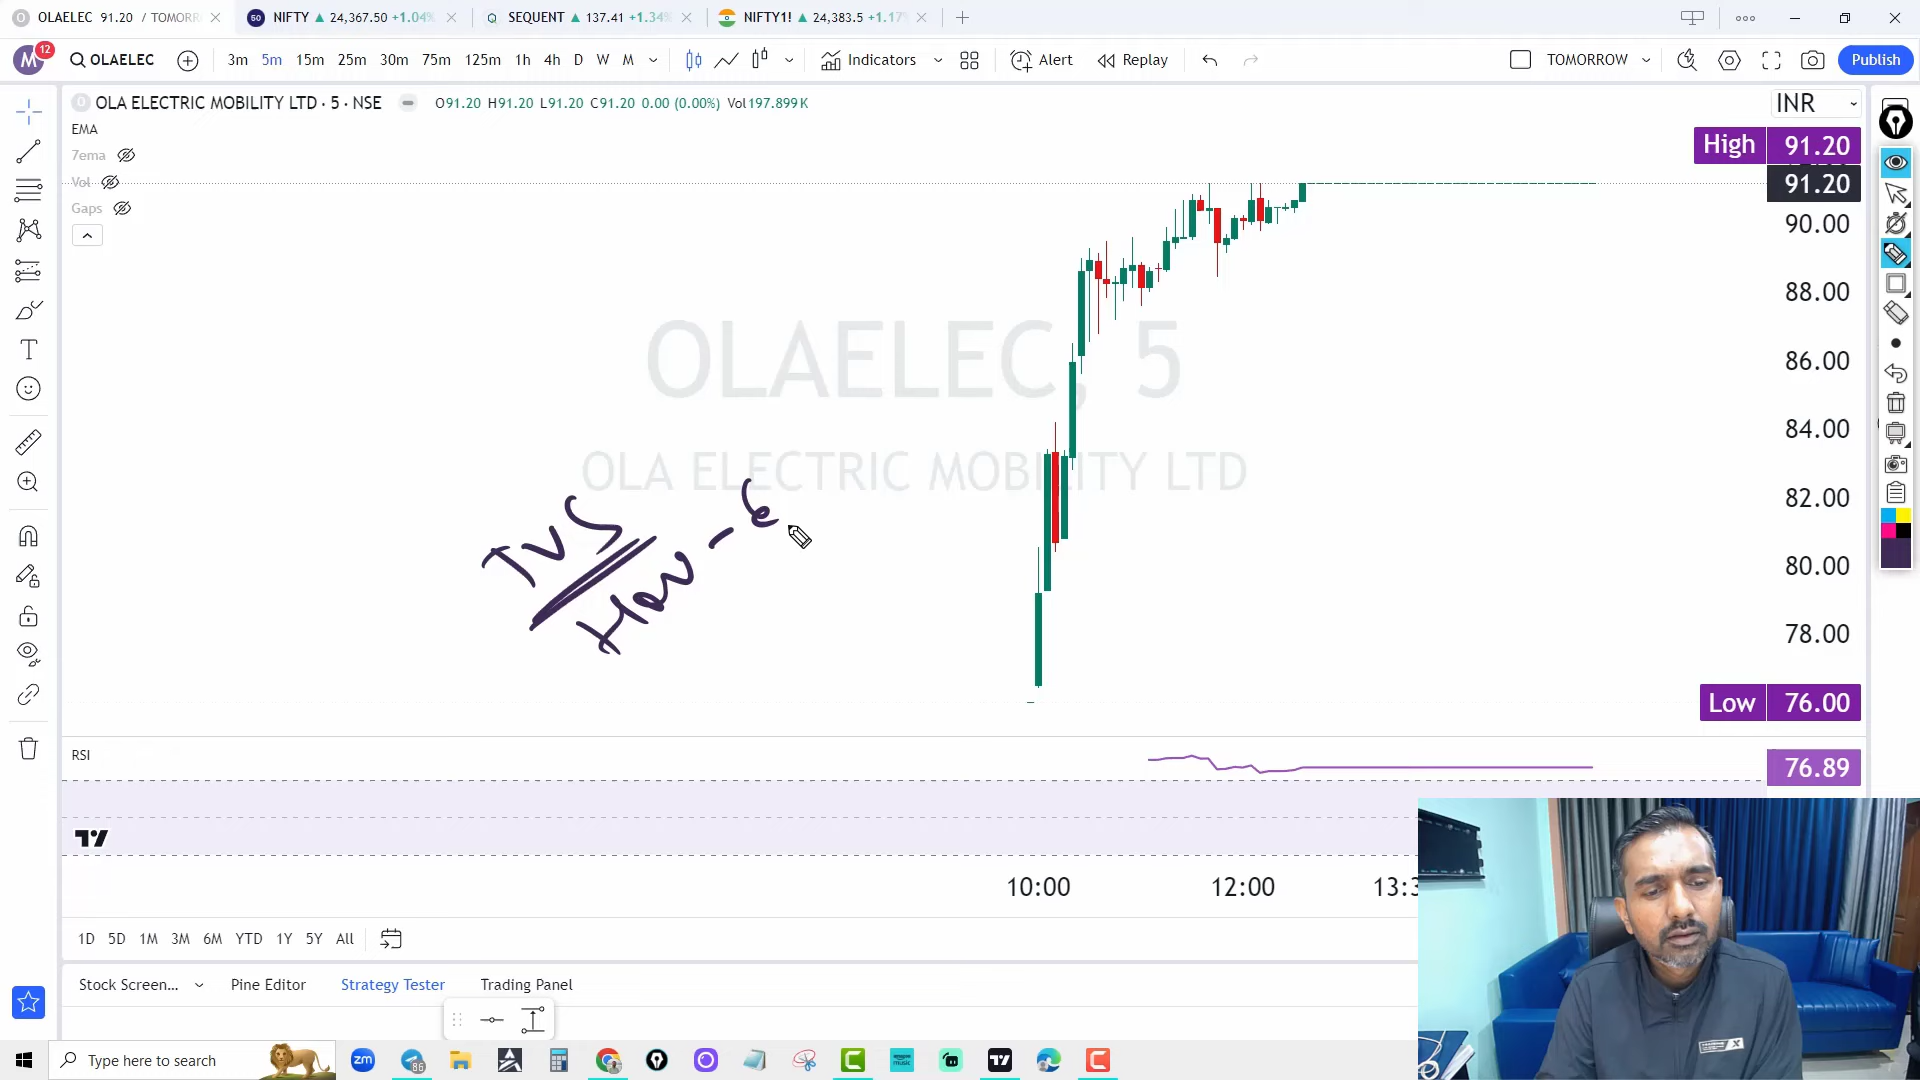 OLAELEC 91.20 / TOMORR
NIFTY ▲ 24,367.50 +1.04%
SEQUENT ▲ 137.41 +1.34%
NIFTY1! ▲ 24,383.5 +1.17%
M 12 OLAELEC 3m 5m 15m 25m 30m 75m 125m 1h 4h D W M Indicators Alert Replay TOMORROW Publish
OLA ELECTRIC MOBILITY LTD · 5 · NSE O91.20 H91.20 L91.20 C91.20 0.00 (0.00%) Vol197.899K INR
EMA
7ema
Vol
Gaps
High 91.20
91.20
90.00
88.00
86.00
84.00
82.00
80.00
78.00
Low 76.00
OLAELEC, 5
OLA ELECTRIC MOBILITY LTD
TVS
RSI
76.89
10:00 12:00 13:3
1D 5D 1M 3M 6M YTD 1Y 5Y All
Stock Screen... Pine Editor Strategy Tester Trading Panel
Type here to search
zm
86